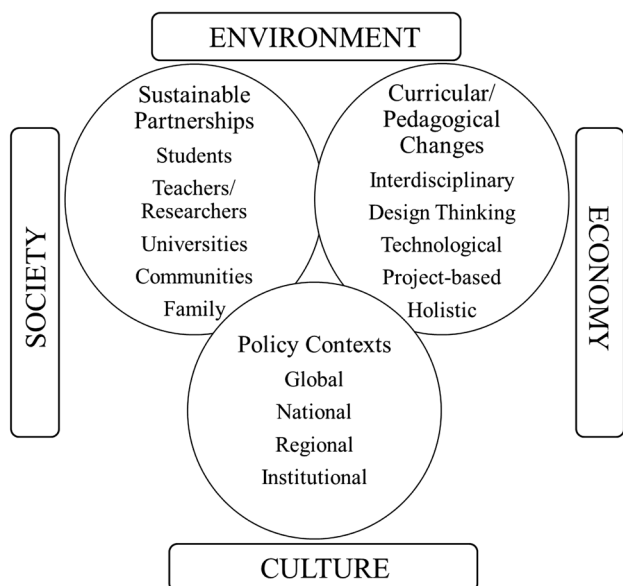 ENVIRONMENT
Sustainable
Partnerships
Students
Teachers/
Researchers
Universities
Communities
Family
Curricular/
Pedagogical
Changes
Interdisciplinary
Design Thinking
Technological
Project-based
Holistic
SOCIETY
ECONOMY
Policy Contexts
Global
National
Regional
Institutional
CULTURE